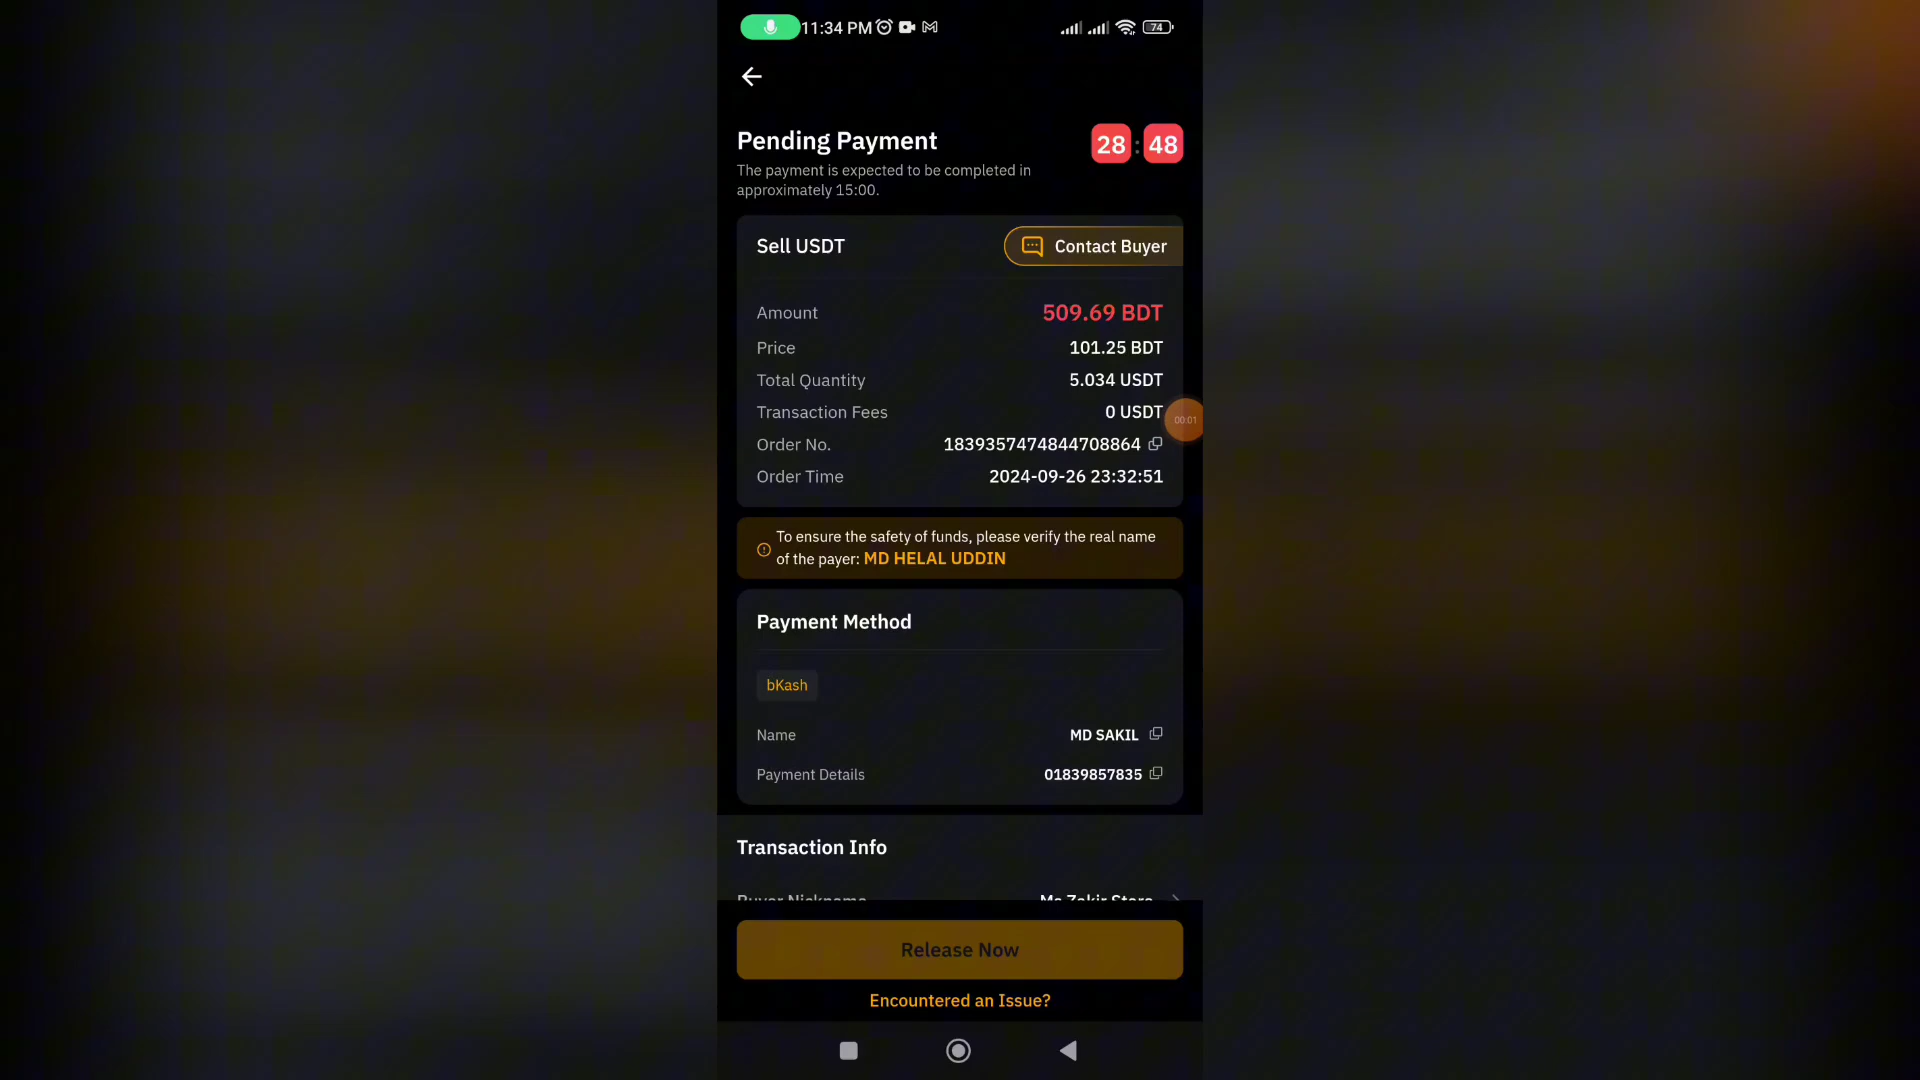 11:34 PM
74
Pending Payment
28 : 48
The payment is expected to be completed in
approximately 15:00.
Sell USDT
Contact Buyer
Amount 509.69 BDT
Price 101.25 BDT
Total Quantity 5.034 USDT
Transaction Fees 0 USDT
00:01
Order No. 1839357474844708864
Order Time 2024-09-26 23:32:51
To ensure the safety of funds, please verify the real name
of the payer: MD HELAL UDDIN
Payment Method
bKash
Name MD SAKIL
Payment Details 01839857835
Transaction Info
Buyer Nickname
Release Now
Encountered an Issue?